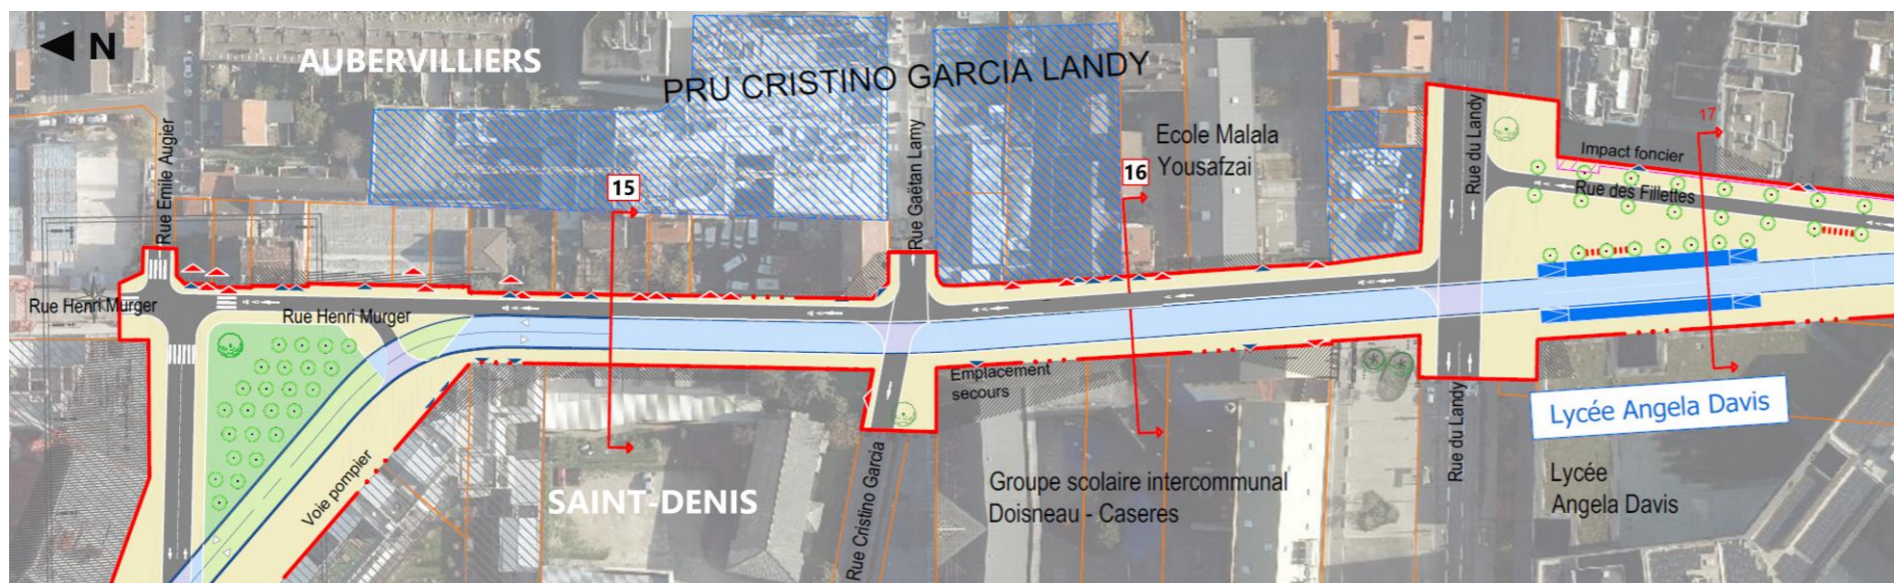 N
AUBERVILLIERS
PRU CRISTINO GARCIA LANDY
Rue Emile Augier
15
Rue Gaëtan Lamy
16
Ecole Malala
Yousafzai
Rue du Landy
17
Impact foncier
Rue des Fillettes
Rue Henri Murger
Rue Henri Murger
Voie pompier
SAINT-DENIS
Rue Cristino Garcia
Emplacement
secours
Groupe scolaire intercommunal
Doisneau - Caseres
Rue du Landy
Lycée Angela Davis
Lycée
Angela Davis